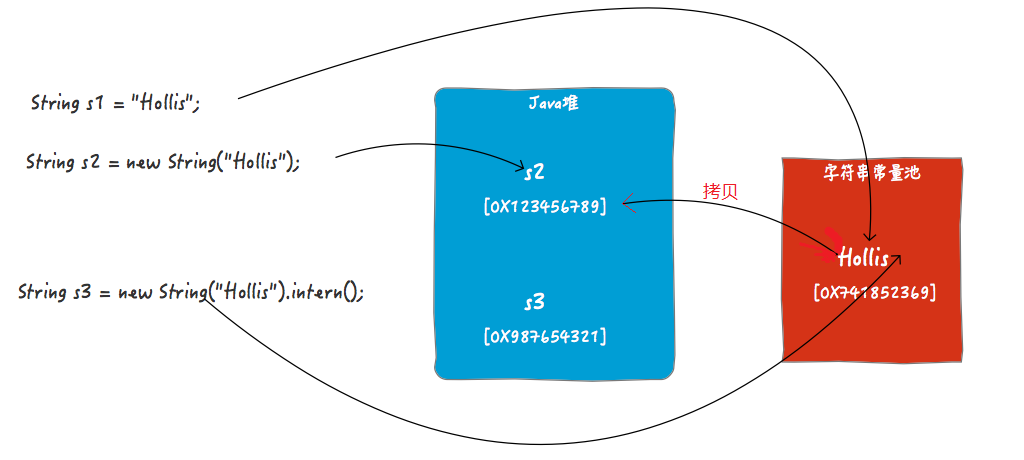 String s1 = "Hollis";
String s2 = new String("Hollis");
String s3 = new String("Hollis").intern();
Java堆
s2
[0X123456789]
s3
[0X987654321]
拷贝
字符串常量池
Hollis
[0X741852369]